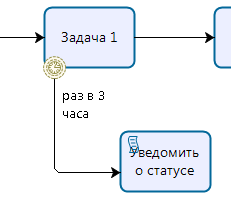 Задача 1
раз в 3
часа
Уведомить
о статусе